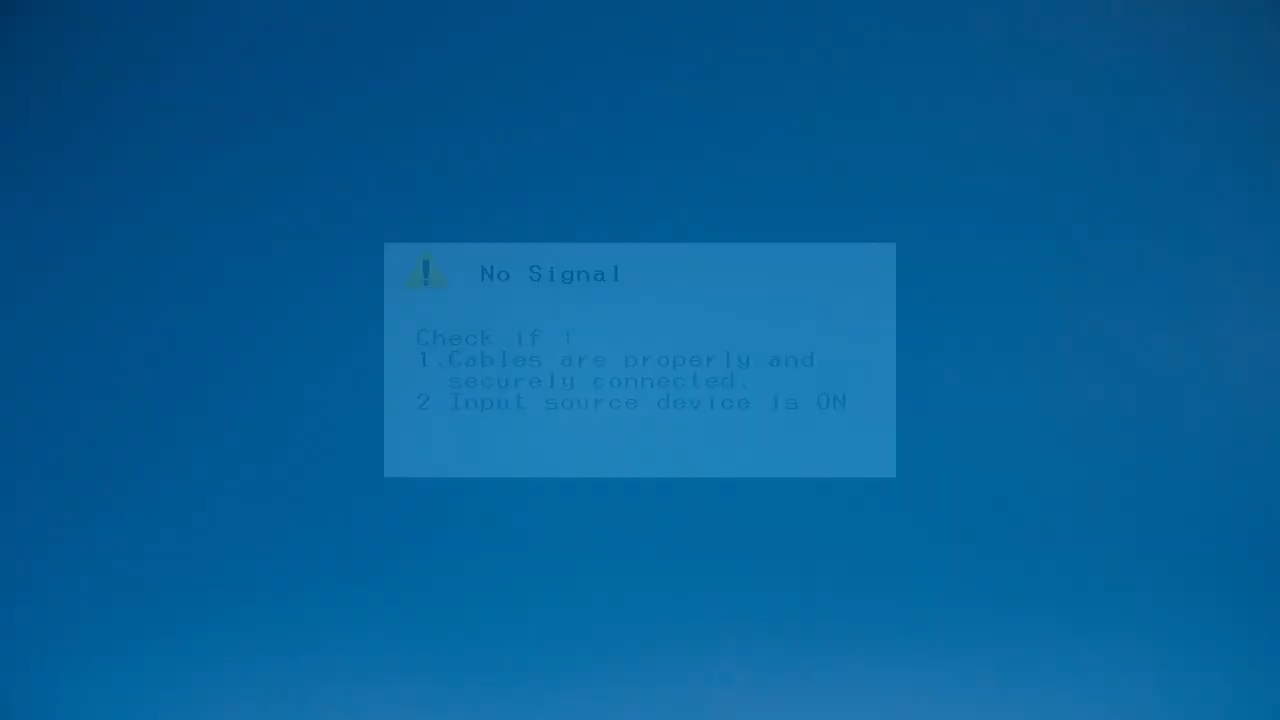 No Signal
Check if :
1.Cables are properly and
securely connected.
2 Input source device is ON